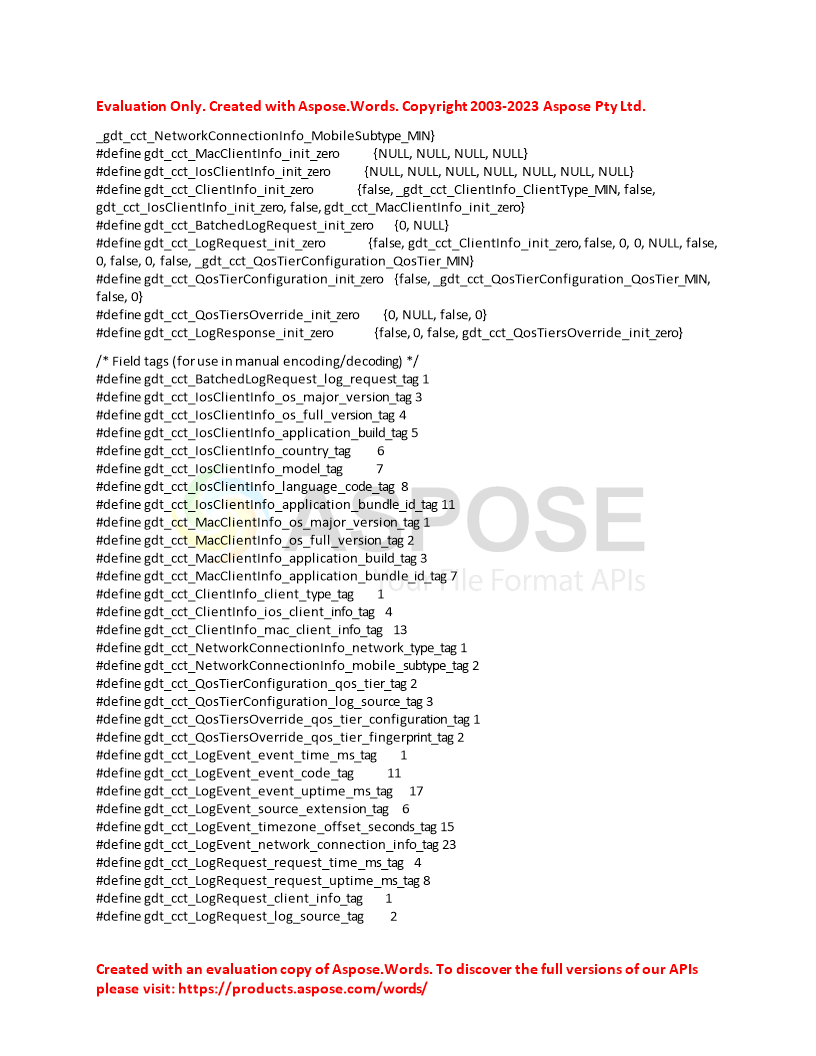 Evaluation Only. Created with Aspose.Words. Copyright 2003-2023 Aspose Pty Ltd.
_gdt_cct_NetworkConnectionInfo_MobileSubtype_MIN}
#define gdt_cct_MacClientInfo_init_zero {NULL, NULL, NULL, NULL}
#define gdt_cct_IosClientInfo_init_zero {NULL, NULL, NULL, NULL, NULL, NULL, NULL}
#define gdt_cct_ClientInfo_init_zero {false, _gdt_cct_ClientInfo_ClientType_MIN, false,
gdt_cct_IosClientInfo_init_zero, false, gdt_cct_MacClientInfo_init_zero}
#define gdt_cct_BatchedLogRequest_init_zero {0, NULL}
#define gdt_cct_LogRequest_init_zero {false, gdt_cct_ClientInfo_init_zero, false, 0, 0, NULL, false,
0, false, 0, false, _gdt_cct_QosTierConfiguration_QosTier_MIN}
#define gdt_cct_QosTierConfiguration_init_zero {false, _gdt_cct_QosTierConfiguration_QosTier_MIN,
false, 0}
#define gdt_cct_QosTiersOverride_init_zero {0, NULL, false, 0}
#define gdt_cct_LogResponse_init_zero {false, 0, false, gdt_cct_QosTiersOverride_init_zero}
/* Field tags (for use in manual encoding/decoding) */
#define gdt_cct_BatchedLogRequest_log_request_tag 1
#define gdt_cct_IosClientInfo_os_major_version_tag 3
#define gdt_cct_IosClientInfo_os_full_version_tag 4
#define gdt_cct_IosClientInfo_application_build_tag 5
#define gdt_cct_IosClientInfo_country_tag 6
#define gdt_cct_IosClientInfo_model_tag 7
#define gdt_cct_IosClientInfo_language_code_tag 8
#define gdt_cct_IosClientInfo_application_bundle_id_tag 11
#define gdt_cct_MacClientInfo_os_major_version_tag 1
#define gdt_cct_MacClientInfo_os_full_version_tag 2
#define gdt_cct_MacClientInfo_application_build_tag 3
#define gdt_cct_MacClientInfo_application_bundle_id_tag 7
#define gdt_cct_ClientInfo_client_type_tag 1
#define gdt_cct_ClientInfo_ios_client_info_tag 4
#define gdt_cct_ClientInfo_mac_client_info_tag 13
#define gdt_cct_NetworkConnectionInfo_network_type_tag 1
#define gdt_cct_NetworkConnectionInfo_mobile_subtype_tag 2
#define gdt_cct_QosTierConfiguration_qos_tier_tag 2
#define gdt_cct_QosTierConfiguration_log_source_tag 3
#define gdt_cct_QosTiersOverride_qos_tier_configuration_tag 1
#define gdt_cct_QosTiersOverride_qos_tier_fingerprint_tag 2
#define gdt_cct_LogEvent_event_time_ms_tag 1
#define gdt_cct_LogEvent_event_code_tag 11
#define gdt_cct_LogEvent_event_uptime_ms_tag 17
#define gdt_cct_LogEvent_source_extension_tag 6
#define gdt_cct_LogEvent_timezone_offset_seconds_tag 15
#define gdt_cct_LogEvent_network_connection_info_tag 23
#define gdt_cct_LogRequest_request_time_ms_tag 4
#define gdt_cct_LogRequest_request_uptime_ms_tag 8
#define gdt_cct_LogRequest_client_info_tag 1
#define gdt_cct_LogRequest_log_source_tag 2
ASPOSE
Your File Format APIs
Created with an evaluation copy of Aspose.Words. To discover the full versions of our APIs
please visit: https://products.aspose.com/words/